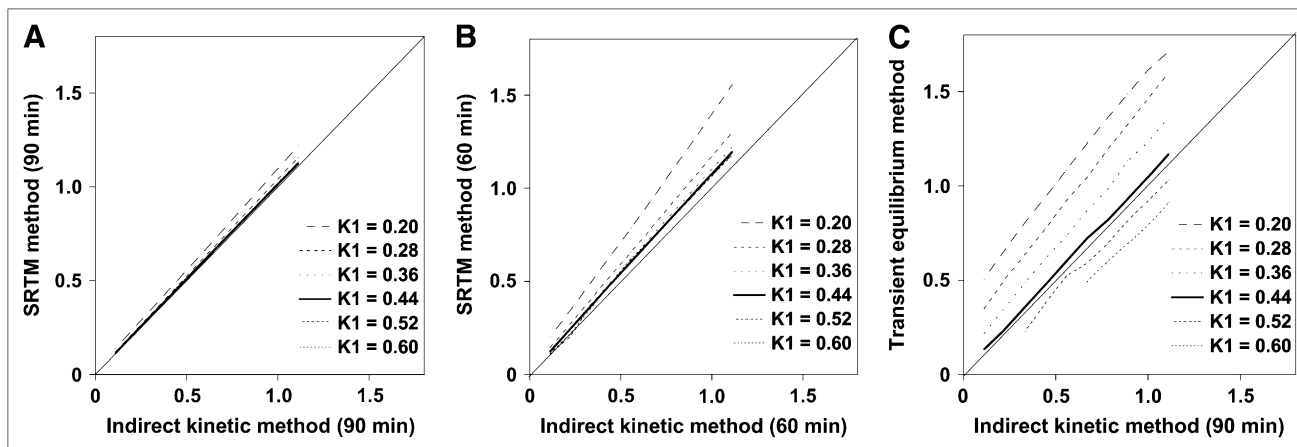 A
SRTM method (90 min)
1.5
1.0
0.5
0
0 0.5 1.0 1.5
Indirect kinetic method (90 min)
K1 = 0.20
K1 = 0.28
K1 = 0.36
K1 = 0.44
K1 = 0.52
K1 = 0.60
B
SRTM method (60 min)
1.5
1.0
0.5
0
0 0.5 1.0 1.5
Indirect kinetic method (60 min)
K1 = 0.20
K1 = 0.28
K1 = 0.36
K1 = 0.44
K1 = 0.52
K1 = 0.60
C
Transient equilibrium method
1.5
1.0
0.5
0
0 0.5 1.0 1.5
Indirect kinetic method (90 min)
K1 = 0.20
K1 = 0.28
K1 = 0.36
K1 = 0.44
K1 = 0.52
K1 = 0.60